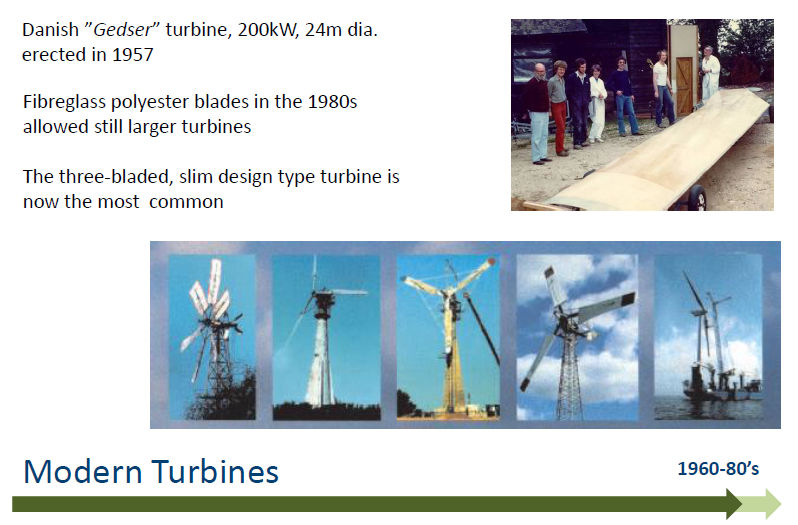 Danish ”Gedser” turbine, 200kW, 24m dia.
erected in 1957
Fibreglass polyester blades in the 1980s
allowed still larger turbines
The three-bladed, slim design type turbine is
now the most  common
Modern Turbines
1960-80’s